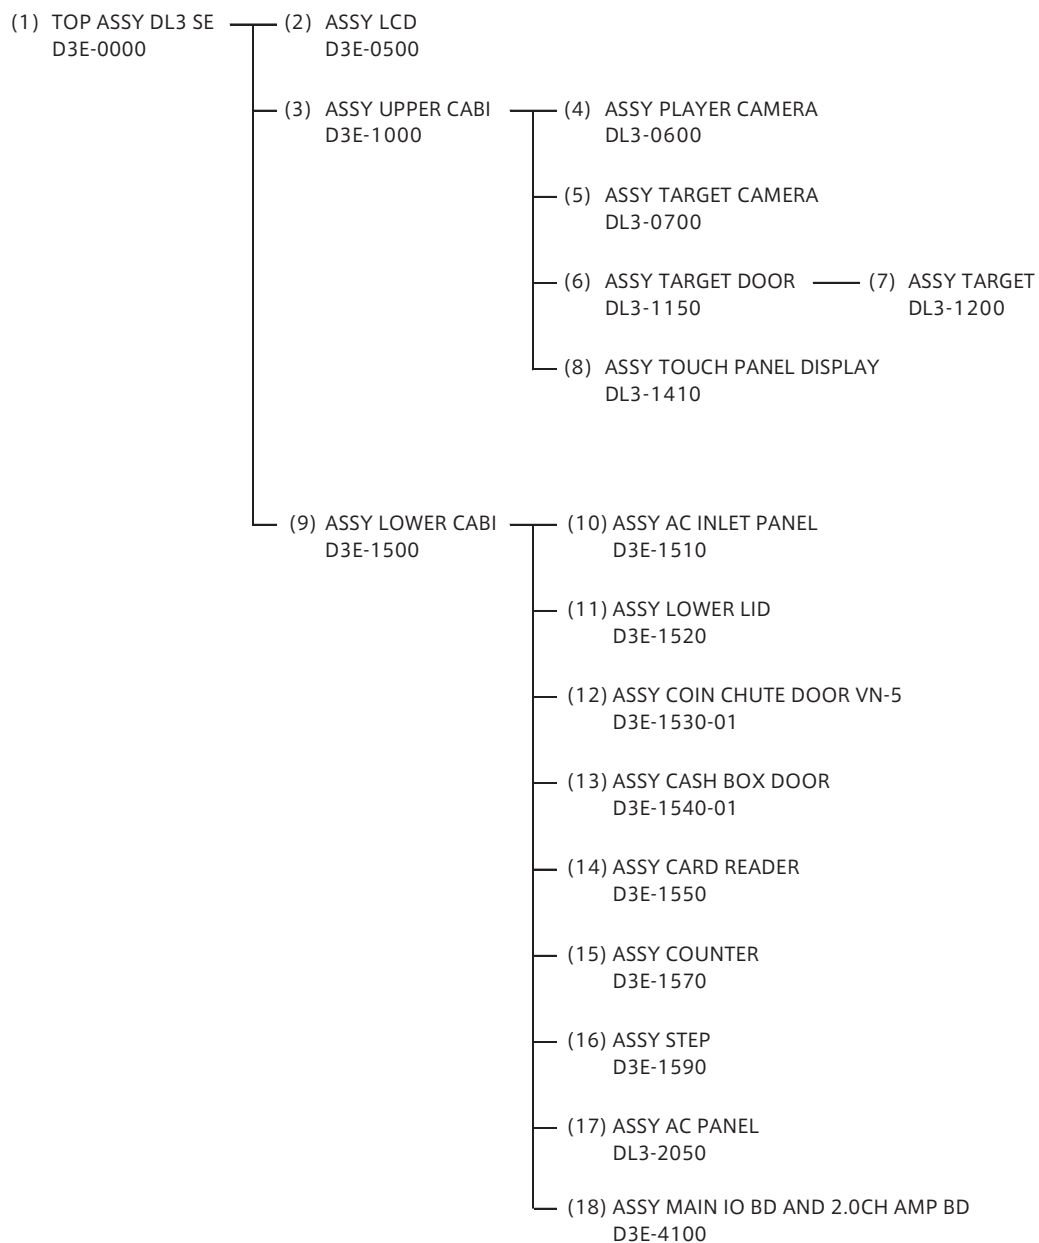 (1) TOP ASSY DL3 SE
D3E-0000
(2) ASSY LCD
D3E-0500
(3) ASSY UPPER CABI
D3E-1000
(4) ASSY PLAYER CAMERA
DL3-0600
(5) ASSY TARGET CAMERA
DL3-0700
(6) ASSY TARGET DOOR
DL3-1150
(7) ASSY TARGET
DL3-1200
(8) ASSY TOUCH PANEL DISPLAY
DL3-1410
(9) ASSY LOWER CABI
D3E-1500
(10) ASSY AC INLET PANEL
D3E-1510
(11) ASSY LOWER LID
D3E-1520
(12) ASSY COIN CHUTE DOOR VN-5
D3E-1530-01
(13) ASSY CASH BOX DOOR
D3E-1540-01
(14) ASSY CARD READER
D3E-1550
(15) ASSY COUNTER
D3E-1570
(16) ASSY STEP
D3E-1590
(17) ASSY AC PANEL
DL3-2050
(18) ASSY MAIN IO BD AND 2.0CH AMP BD
D3E-4100